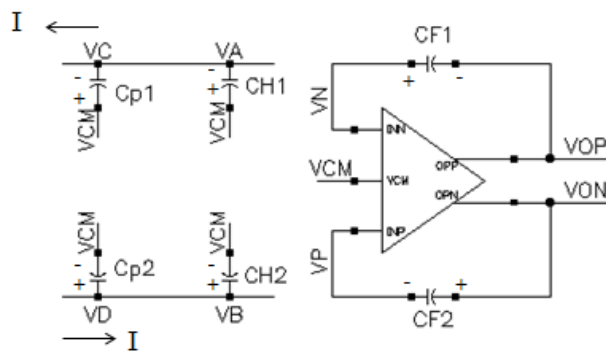 I
VC
VA
CF1
-
+
Cp1
-
+
CH1
+
-
VN
VCM
VCM
INN
OPP
VOP
VCM
VCM
OPN
VON
VCM
VCM
INP
VP
-
+
Cp2
-
+
CH2
-
+
VD
VB
CF2
I